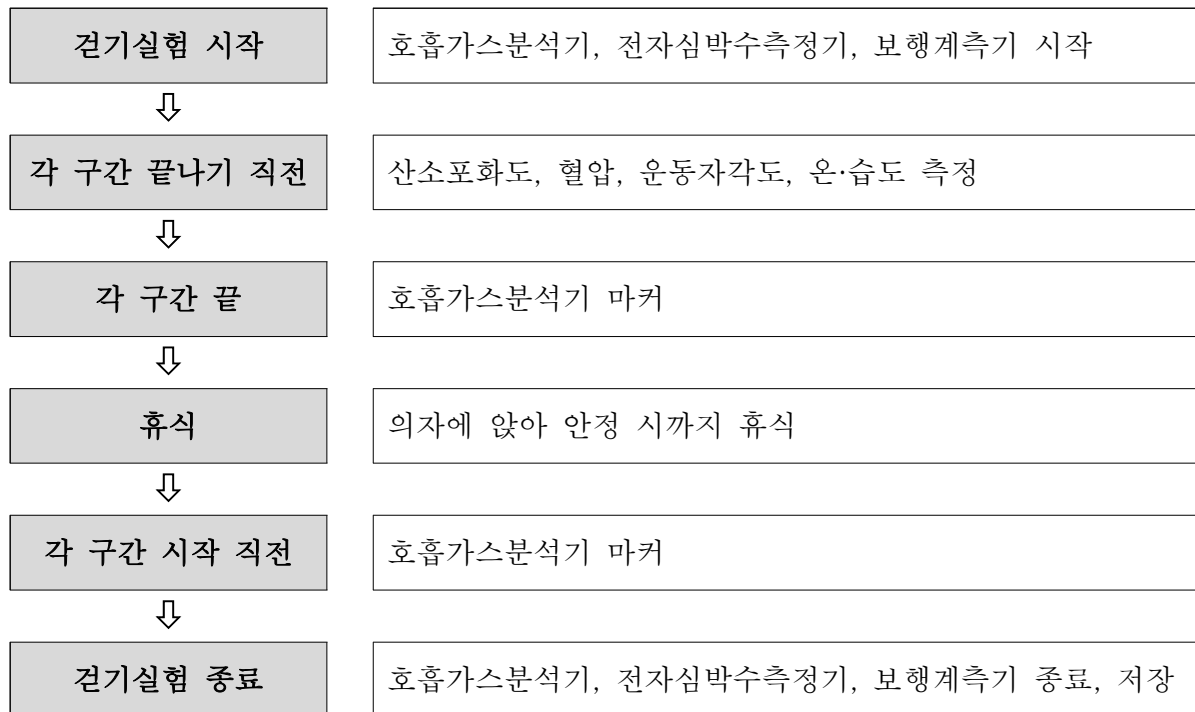 걷기실험 시작
호흡가스분석기, 전자심박수측정기, 보행계측기 시작
⇩
각 구간 끝나기 직전
산소포화도, 혈압, 운동자각도, 온·습도 측정
⇩
각 구간 끝
호흡가스분석기 마커
⇩
휴식
의자에 앉아 안정 시까지 휴식
⇩
각 구간 시작 직전
호흡가스분석기 마커
⇩
걷기실험 종료
호흡가스분석기, 전자심박수측정기, 보행계측기 종료, 저장